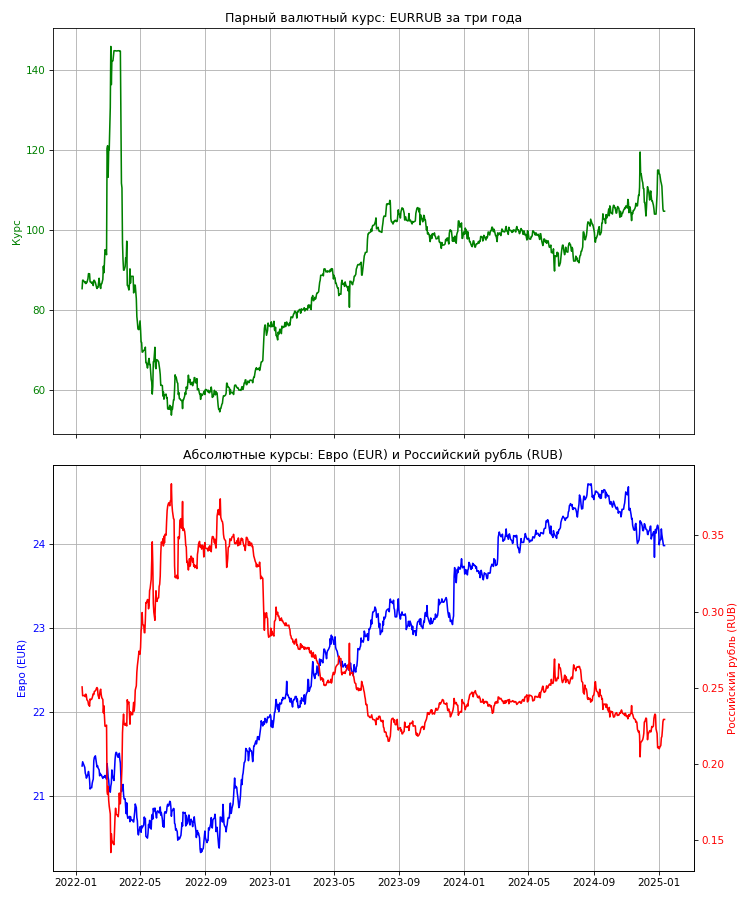 Парный валютный курс: EURRUB за три года
140
120
100
80
60
Курс
Абсолютные курсы: Евро (EUR) и Российский рубль (RUB)
24
23
22
21
Евро (EUR)
0.35
0.30
0.25
0.20
0.15
Российский рубль (RUB)
2022-01 2022-05 2022-09 2023-01 2023-05 2023-09 2024-01 2024-05 2024-09 2025-01